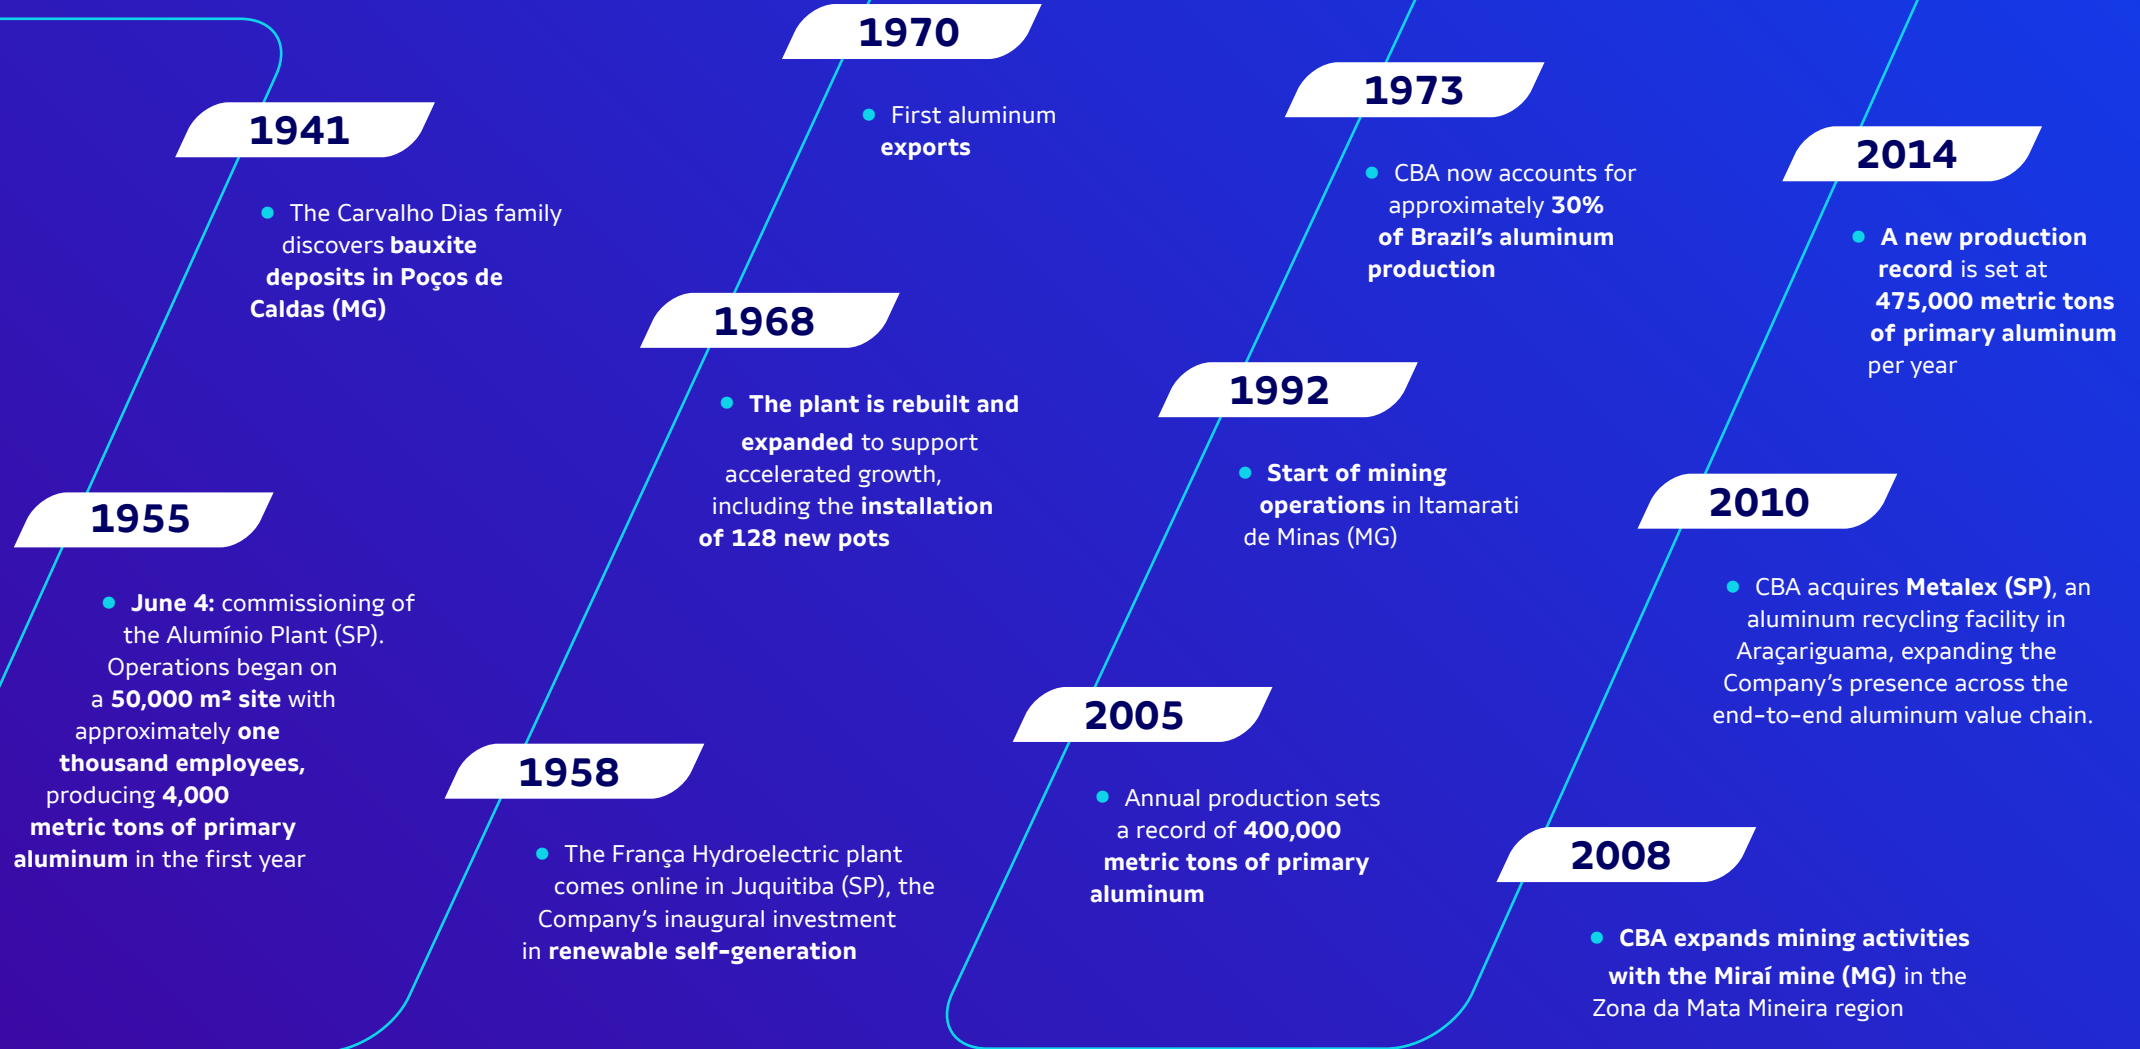 1941
The Carvalho Dias family
discovers bauxite
deposits in Poços de
Caldas (MG)
1955
June 4: commissioning of
the Alumínio Plant (SP).
Operations began on
a 50,000 m² site with
approximately one
thousand employees,
producing 4,000
metric tons of primary
aluminum in the first year
1958
The França Hydroelectric plant
comes online in Juquitiba (SP), the
Company's inaugural investment
in renewable self-generation
1968
The plant is rebuilt and
expanded to support
accelerated growth,
including the installation
of 128 new pots
1970
First aluminum
exports
1973
CBA now accounts for
approximately 30%
of Brazil's aluminum
production
1992
Start of mining
operations in Itamarati
de Minas (MG)
2005
Annual production sets
a record of 400,000
metric tons of primary
aluminum
2008
CBA expands mining activities
with the Miraí mine (MG) in the
Zona da Mata Mineira region
2010
CBA acquires Metalex (SP), an
aluminum recycling facility in
Araçariguama, expanding the
Company's presence across the
end-to-end aluminum value chain.
2014
A new production
record is set at
475,000 metric tons
of primary aluminum
per year